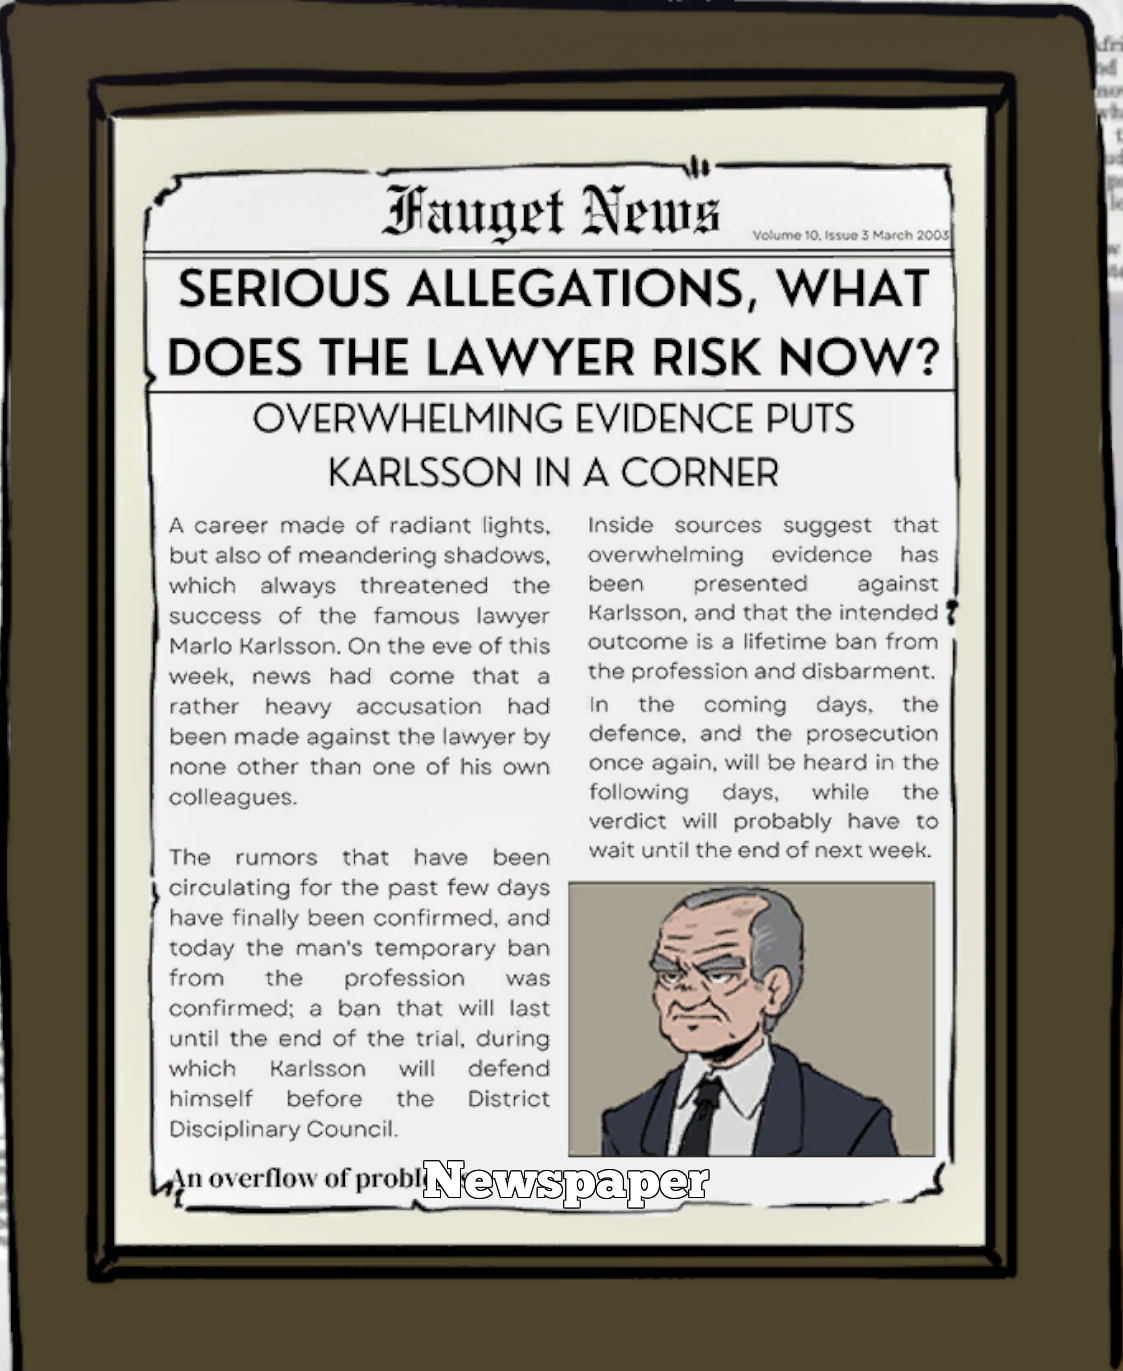 Fauget News
Volume 10, Issue 3 March 2003
SERIOUS ALLEGATIONS, WHAT
DOES THE LAWYER RISK NOW?
OVERWHELMING EVIDENCE PUTS
KARLSSON IN A CORNER
A career made of radiant lights,
but also of meandering shadows,
which always threatened the
success of the famous lawyer
Marlo Karlsson. On the eve of this
week, news had come that a
rather heavy accusation had
been made against the lawyer by
none other than one of his own
colleagues.
The rumors that have been
circulating for the past few days
have finally been confirmed, and
today the man's temporary ban
from the profession was
confirmed; a ban that will last
until the end of the trial, during
which Karlsson will defend
himself before the District
Disciplinary Council.
An overflow of
Inside sources suggest that
overwhelming evidence has
been presented against
Karlsson, and that the intended
outcome is a lifetime ban from
the profession and disbarment.
In the coming days, the
defence, and the prosecution
once again, will be heard in the
following days, while the
verdict will probably have to
wait until the end of next week.
Newspaper